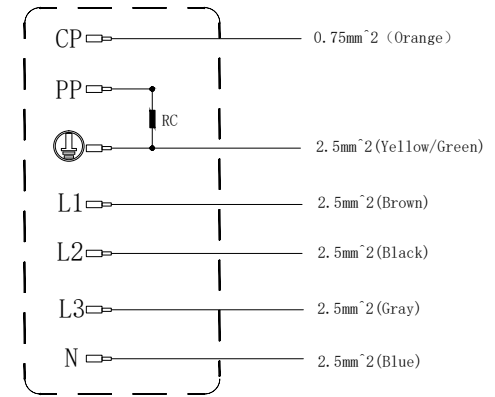 CP 0.75mm^2 (Orange)
PP
RC
2.5mm^2(Yellow/Green)
L1 2.5mm^2(Brown)
L2 2.5mm^2(Black)
L3 2.5mm^2(Gray)
N 2.5mm^2(Blue)